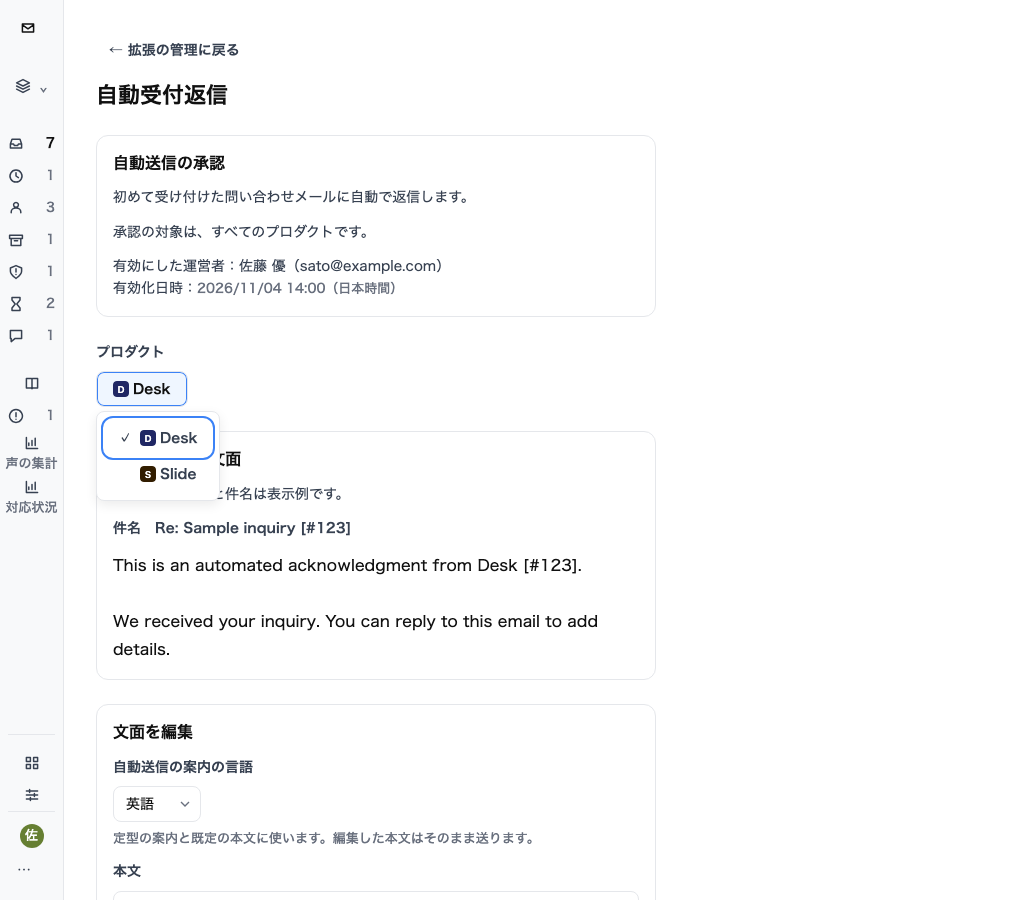 ← 拡張の管理に戻る
自動受付返信
7
1
3
1
1
2
1
1
声の集計
対応状況
佐
…
自動送信の承認
初めて受け付けた問い合わせメールに自動で返信します。
承認の対象は、すべてのプロダクトです。
有効にした運営者：佐藤 優（sato@example.com）
有効化日時：2026/11/04 14:00（日本時間）
プロダクト
D Desk
✓ D Desk
S Slide
文面
と件名は表示例です。
件名 Re: Sample inquiry [#123]
This is an automated acknowledgment from Desk [#123].
We received your inquiry. You can reply to this email to add
details.
文面を編集
自動送信の案内の言語
英語
定型の案内と既定の本文に使います。編集した本文はそのまま送ります。
本文